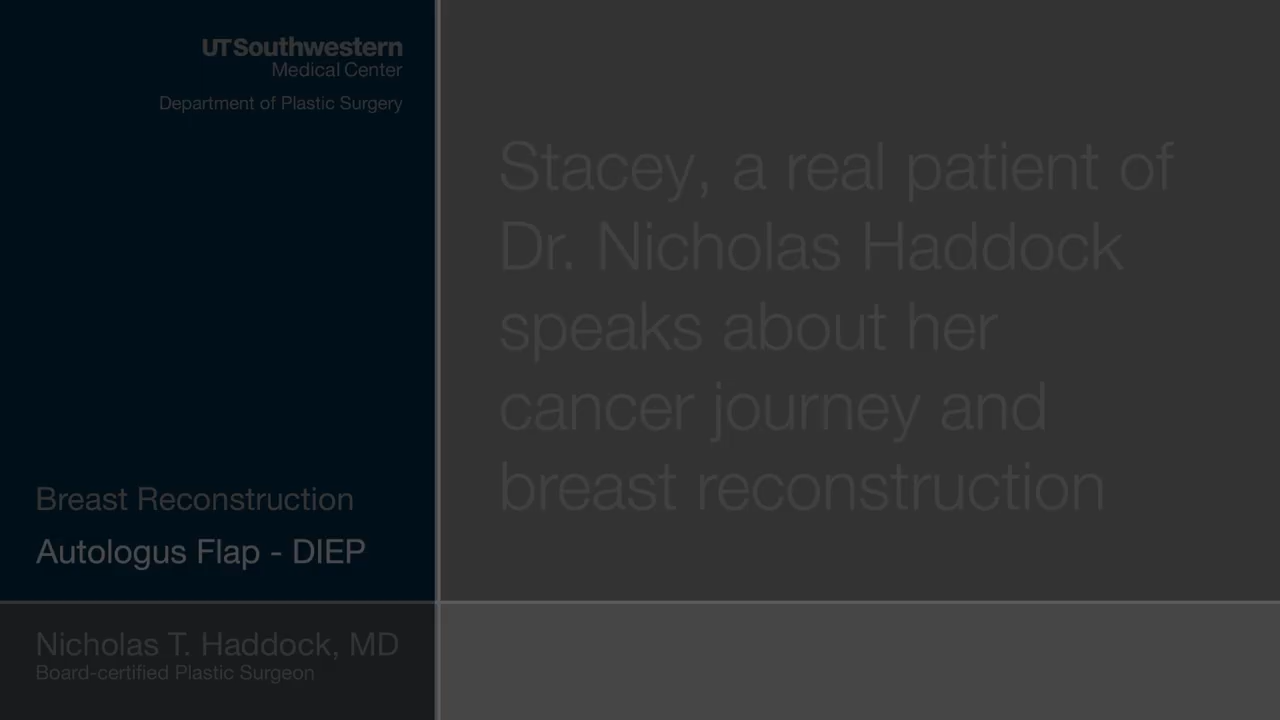 UTSouthwestern
Medical Center
Department of Plastic Surgery
Stacey, a real patient of
Dr. Nicholas Haddock
speaks about her
cancer journey and
breast reconstruction
Breast Reconstruction
Autologus Flap - DIEP
Nicholas T. Haddock, MD
Board-certified Plastic Surgeon